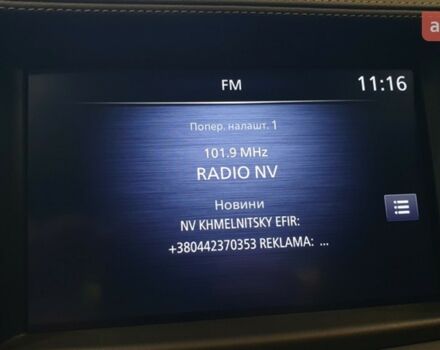 a
FM
11:16
Попер. налашт. 1
101.9 MHz
RADIO NV
Новини
NV KHMELNITSKY EFIR:
+380442370353 REKLAMA: ...